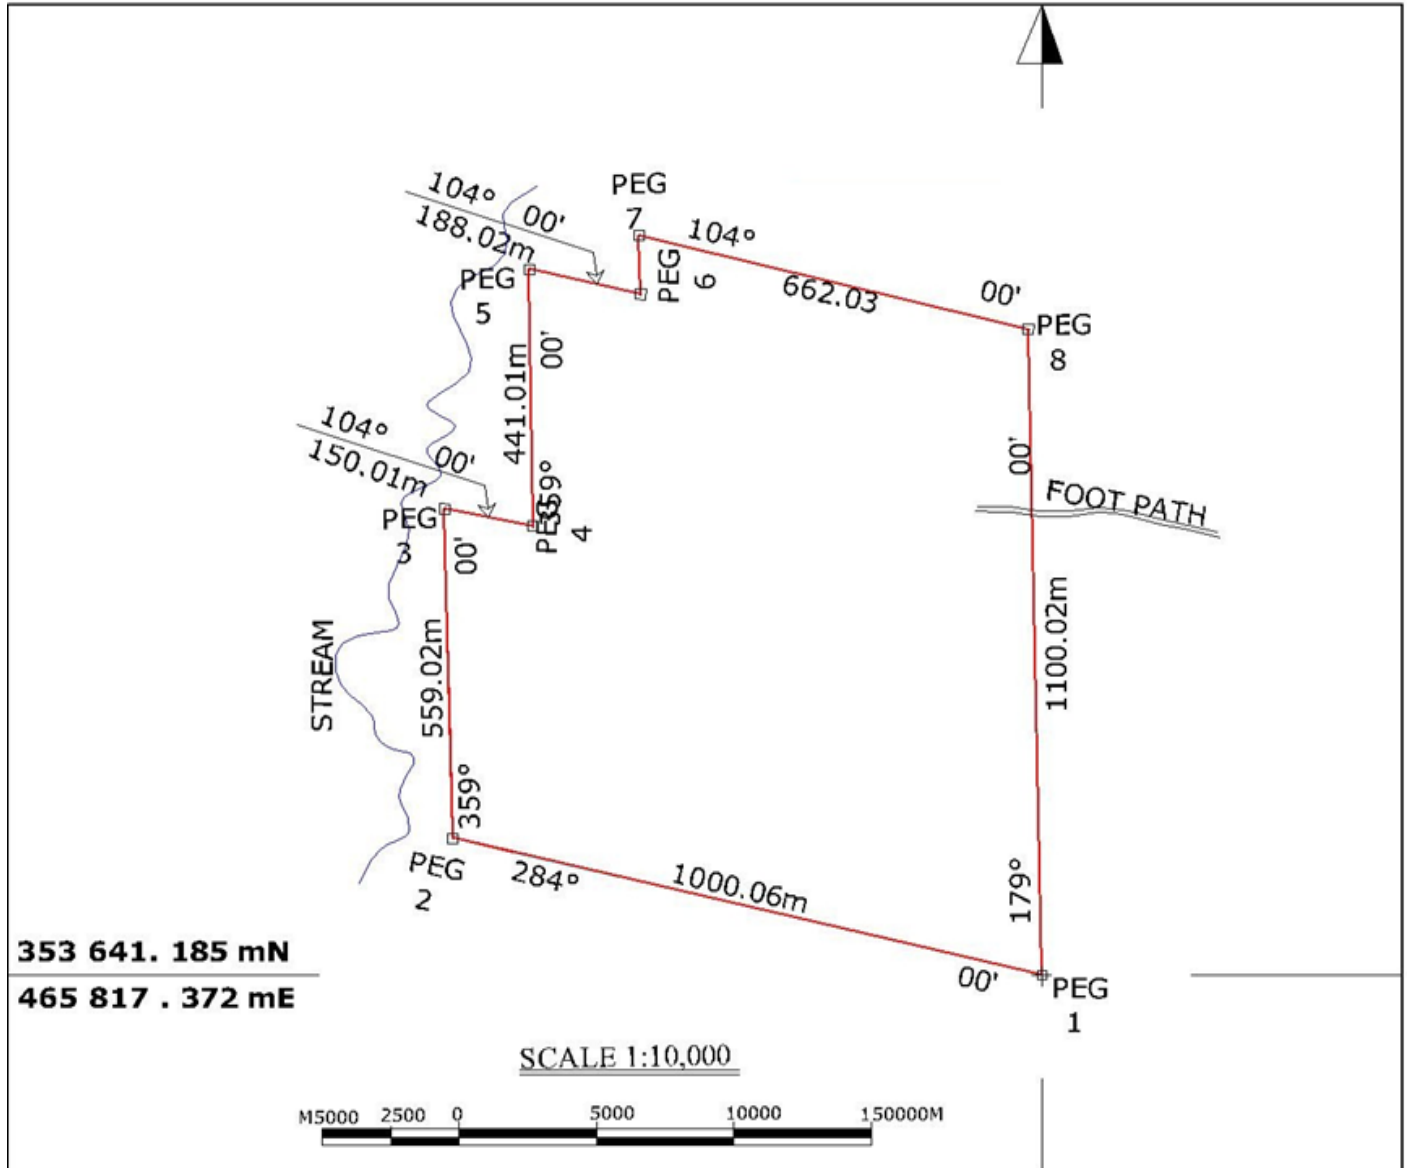 PEG
7
104°
00'
188.02m
104°
662.03
00'
PEG
6
PEG
5
PEG
8
00'
441.01m
359°
104°
00'
150.01m
00'
FOOT PATH
PEG
3
PEG
4
00'
1100.02m
STREAM
559.02m
359°
179°
PEG
2
284°
1000.06m
00'
353 641. 185 mN
465 817 . 372 mE
PEG
1
SCALE 1:10,000
M5000 2500 0 5000 10000 150000M